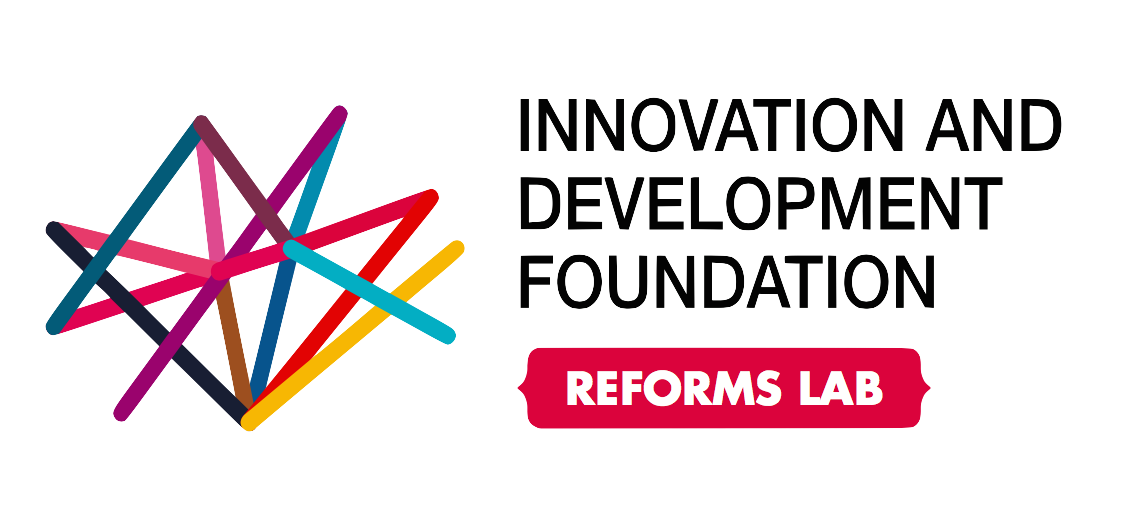 INNOVATION AND
DEVELOPMENT
FOUNDATION
REFORMS LAB